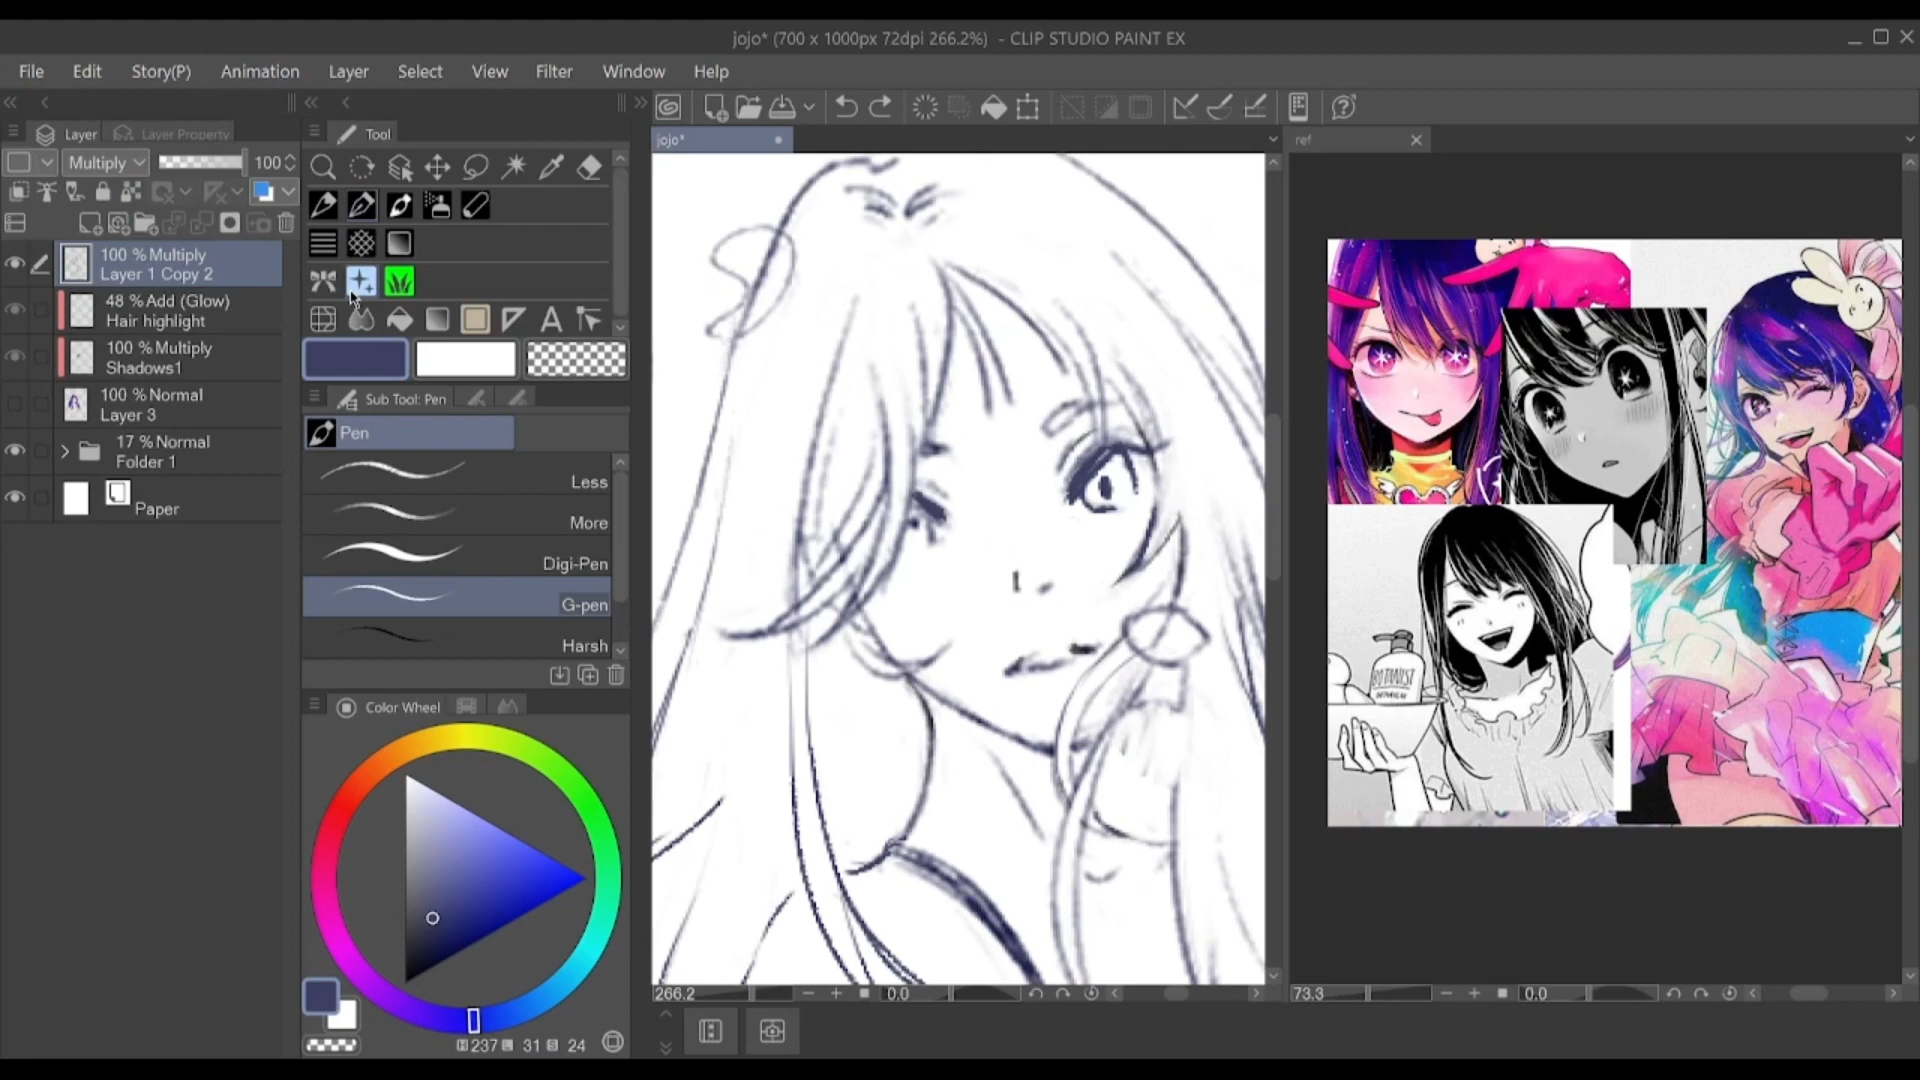 jojo* (700 x 1000px 72dpi 266.2%) - CLIP STUDIO PAINT EX
File Edit Story(P) Animation Layer Select View Filter Window Help
Layer Layer Property
Multiply 100
100 % Multiply
Layer 1 Copy 2
48 % Add (Glow)
Hair highlight
100 % Multiply
Shadows1
100 % Normal
Layer 3
17 % Normal
Folder 1
Paper
Tool
Sub Tool: Pen
Pen
Less
More
Digi-Pen
G-pen
Harsh
Color Wheel
237 31 24
jojo*
266.2 0.0
ref
BOTANIST
73.3 0.0